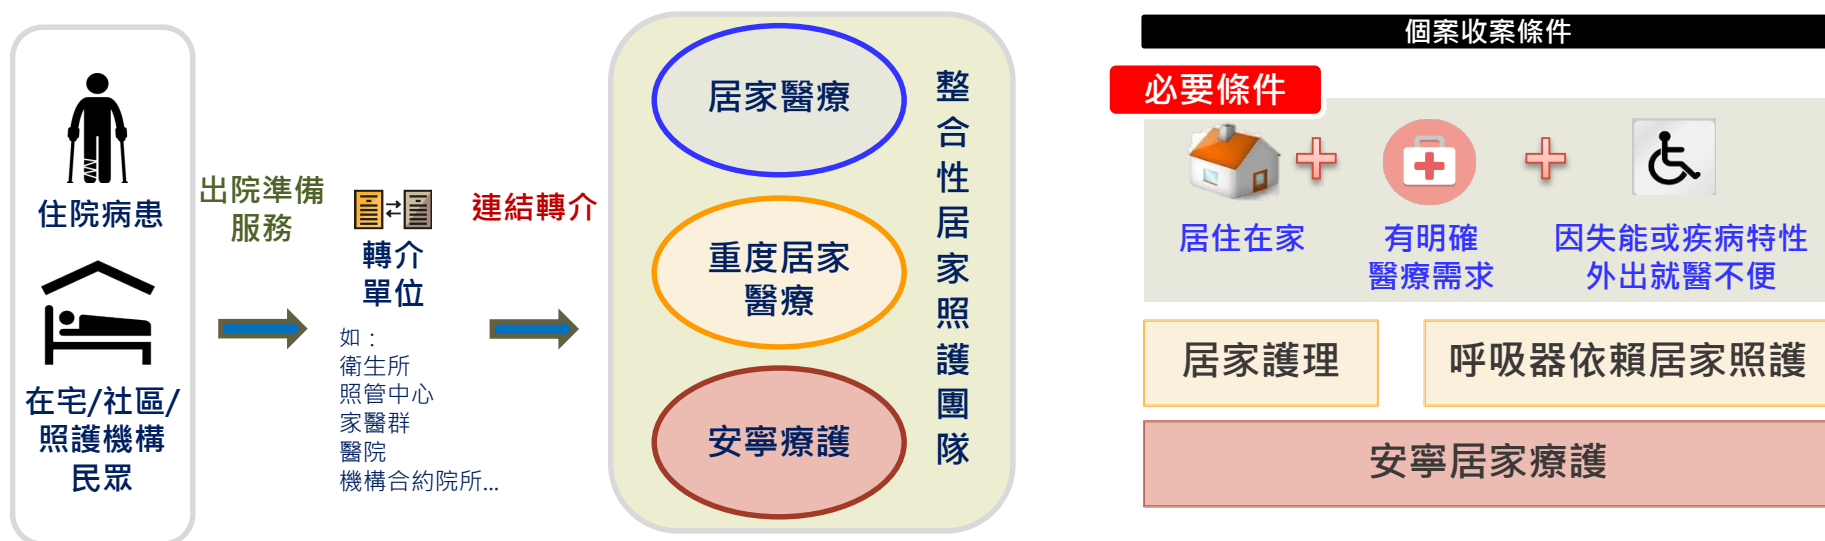 住院病患
在宅/社區/
照護機構
民眾
出院準備
服務
轉介
單位
如：
衛生所
照管中心
家醫群
醫院
機構合約院所...
連結轉介
居家醫療
重度居家
醫療
安寧療護
整合性居家照護團隊
個案收案條件
必要條件
居住在家
有明確
醫療需求
因失能或疾病特性
外出就醫不便
居家護理
呼吸器依賴居家照護
安寧居家療護